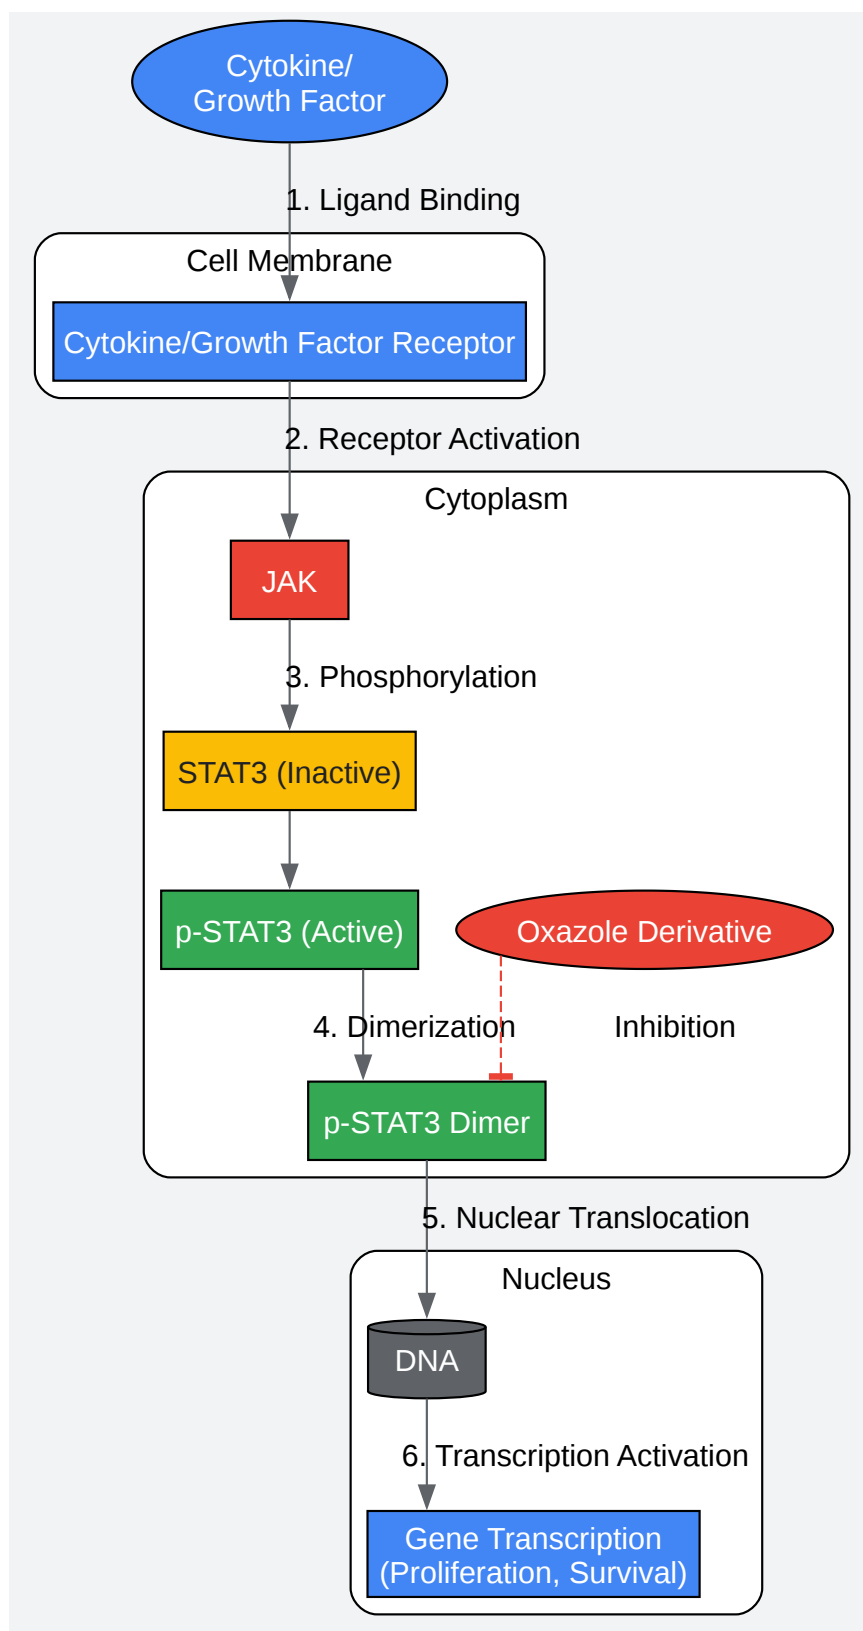 Cytokine/
Growth Factor
1. Ligand Binding
Cell Membrane
Cytokine/Growth Factor Receptor
2. Receptor Activation
Cytoplasm
JAK
3. Phosphorylation
STAT3 (Inactive)
p-STAT3 (Active)
Oxazole Derivative
4. Dimerization
Inhibition
p-STAT3 Dimer
5. Nuclear Translocation
Nucleus
DNA
6. Transcription Activation
Gene Transcription
(Proliferation, Survival)